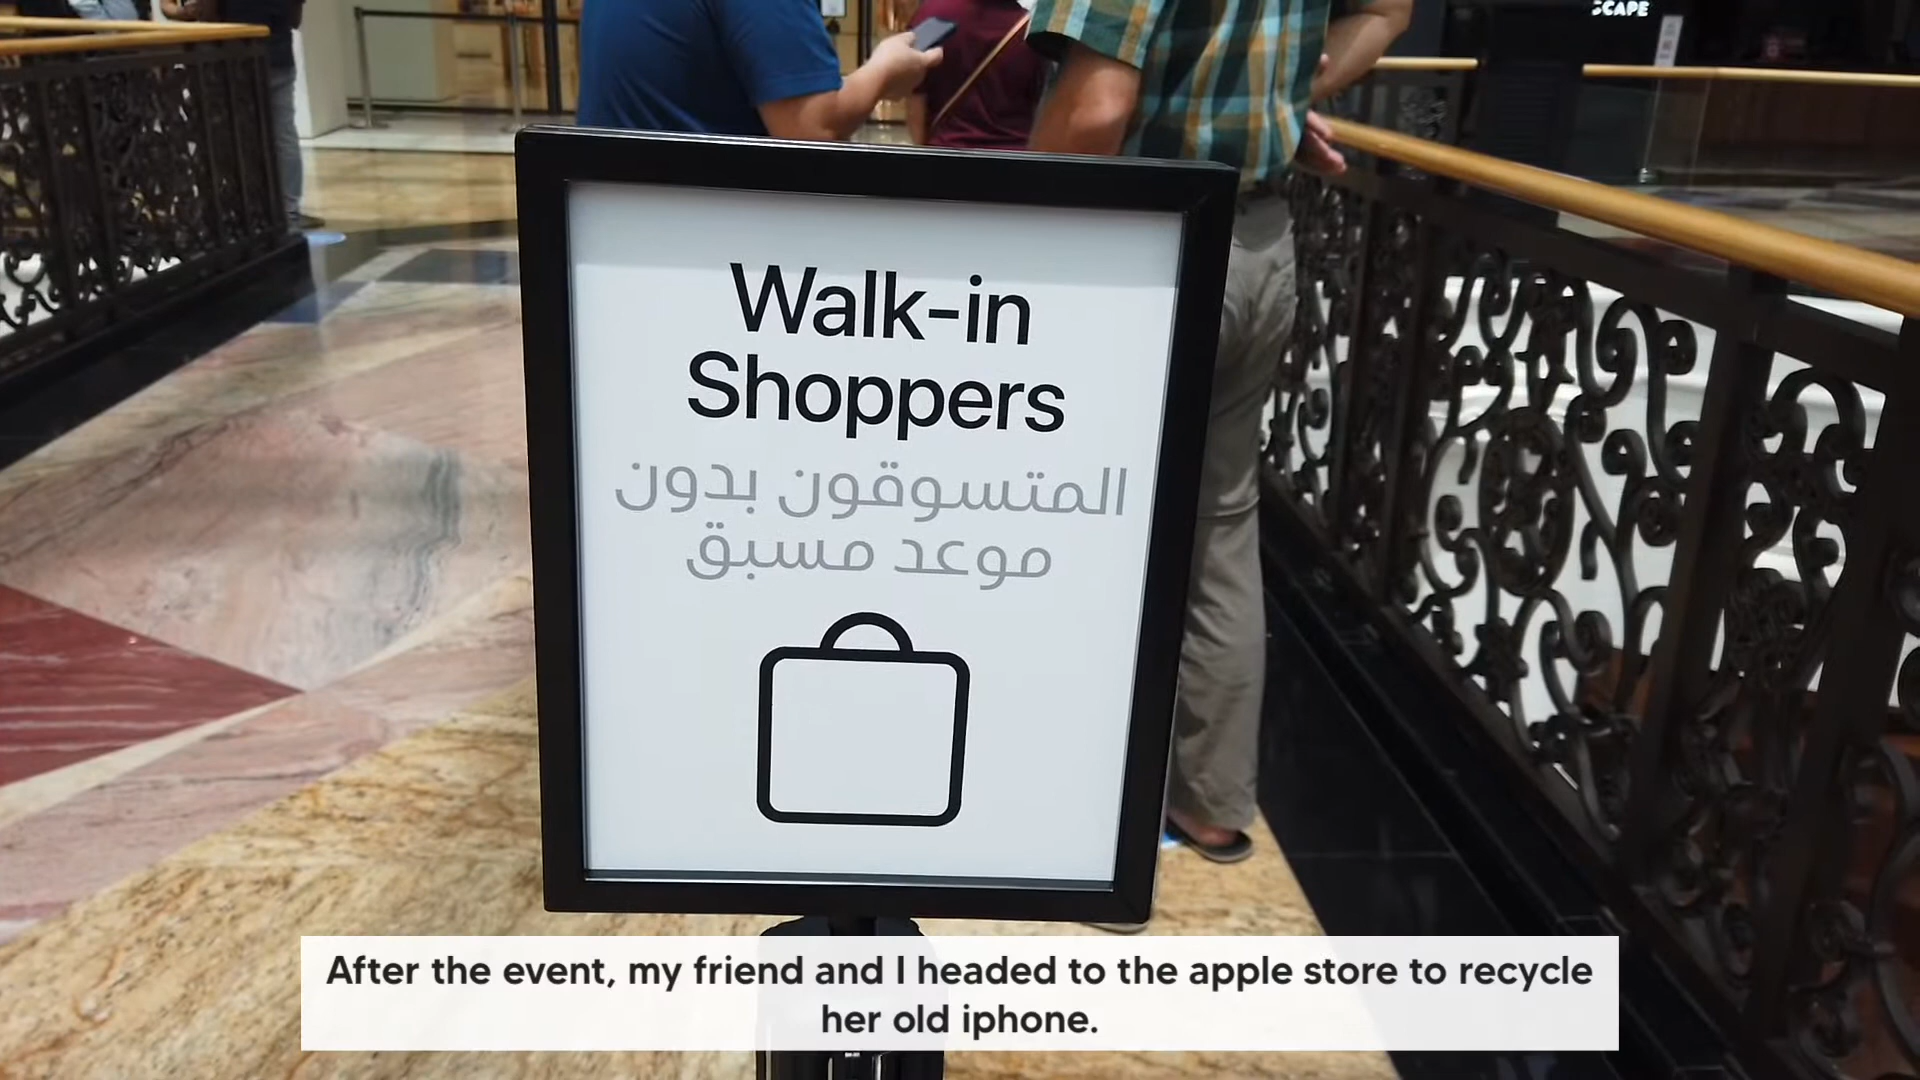 SCAPE
Walk-in
Shoppers
المتسوقون بدون
موعد مسبق
After the event, my friend and I headed to the apple store to recycle
her old iphone.